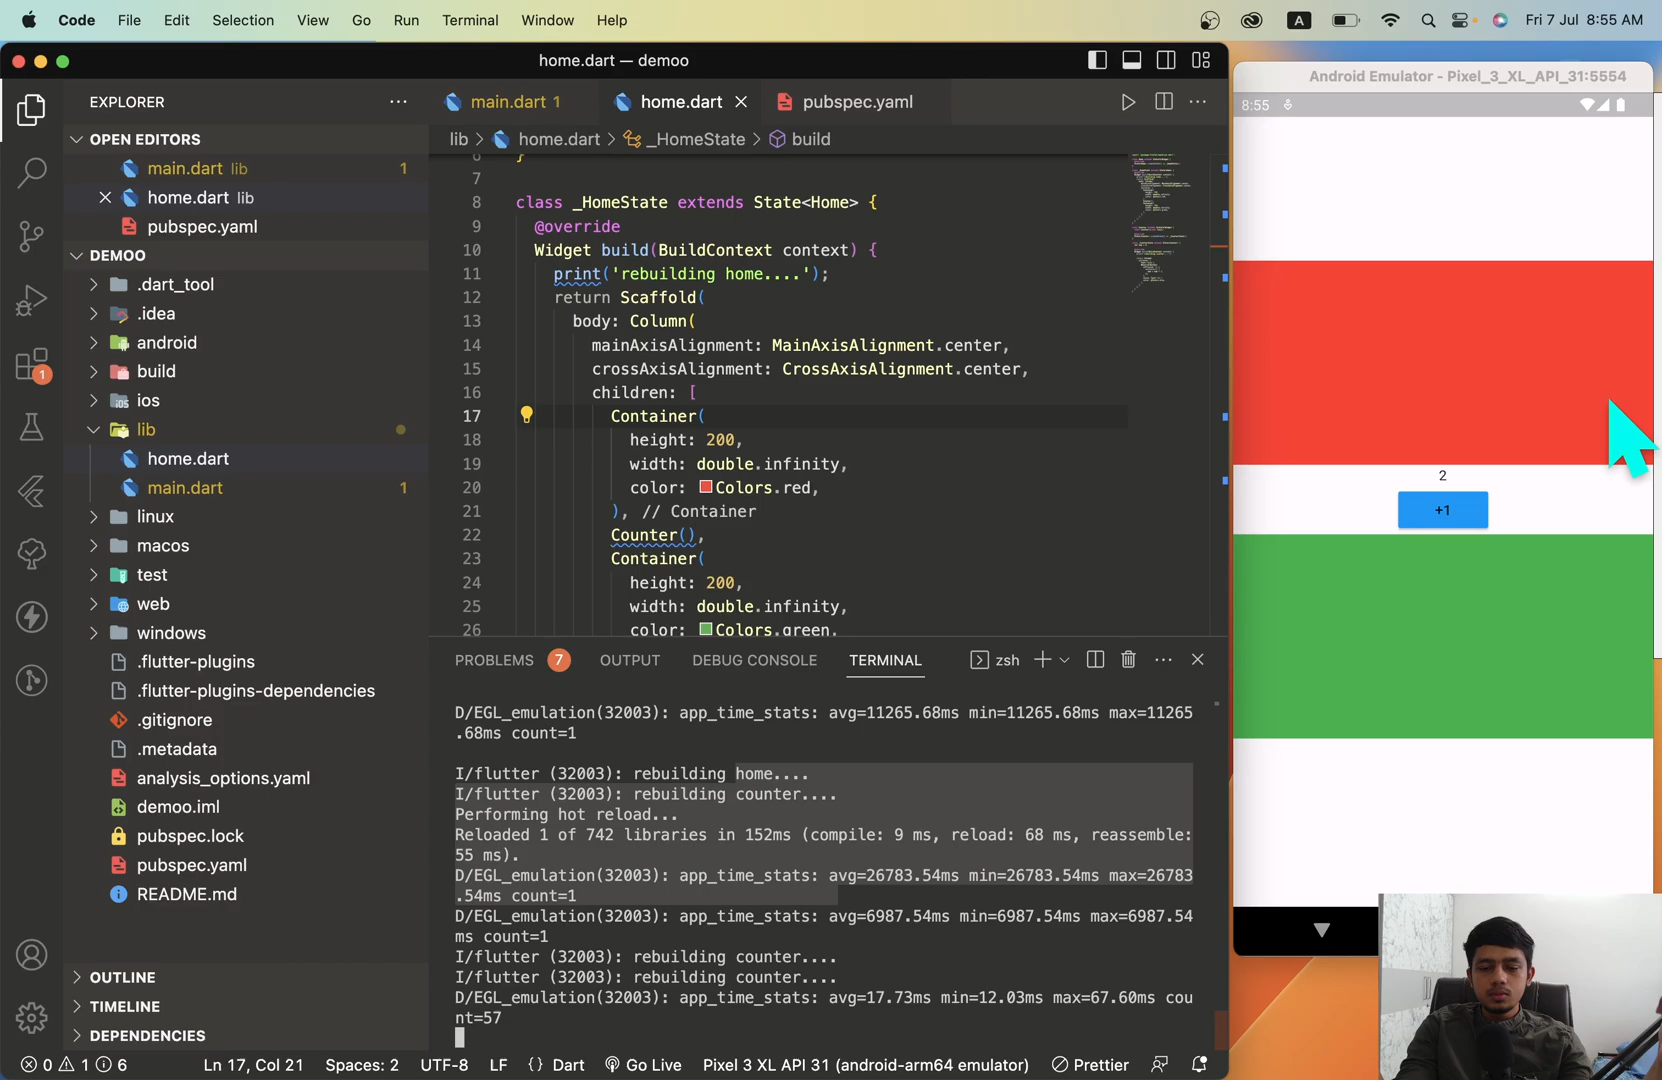 Code File Edit Selection View Go Run Terminal Window Help A Fri 7 Jul 8:55 AM
home.dart — demoo
Android Emulator - Pixel_3_XL_API_31:5554
EXPLORER
main.dart 1 home.dart pubspec.yaml
8:55
OPEN EDITORS
lib > home.dart > _HomeState > build
main.dart lib 1
home.dart lib
pubspec.yaml
DEMOO
.dart_tool
.idea
android
build
ios
lib
home.dart
main.dart 1
linux
macos
test
web
windows
.flutter-plugins
.flutter-plugins-dependencies
.gitignore
.metadata
analysis_options.yaml
demoo.iml
pubspec.lock
pubspec.yaml
README.md
OUTLINE
TIMELINE
DEPENDENCIES
1
6 }
7
8 class _HomeState extends State<Home> {
9 @override
10 Widget build(BuildContext context) {
11 print('rebuilding home....');
12 return Scaffold(
13 body: Column(
14 mainAxisAlignment: MainAxisAlignment.center,
15 crossAxisAlignment: CrossAxisAlignment.center,
16 children: [
17 Container(
18 height: 200,
19 width: double.infinity,
20 color: Colors.red,
21 ), // Container
22 Counter(),
23 Container(
24 height: 200,
25 width: double.infinity,
26 color: Colors.green,
2
+1
PROBLEMS 7 OUTPUT DEBUG CONSOLE TERMINAL zsh
D/EGL_emulation(32003): app_time_stats: avg=11265.68ms min=11265.68ms max=11265
.68ms count=1
I/flutter (32003): rebuilding home....
I/flutter (32003): rebuilding counter....
Performing hot reload...
Reloaded 1 of 742 libraries in 152ms (compile: 9 ms, reload: 68 ms, reassemble:
55 ms).
D/EGL_emulation(32003): app_time_stats: avg=26783.54ms min=26783.54ms max=26783
.54ms count=1
D/EGL_emulation(32003): app_time_stats: avg=6987.54ms min=6987.54ms max=6987.54
ms count=1
I/flutter (32003): rebuilding counter....
I/flutter (32003): rebuilding counter....
D/EGL_emulation(32003): app_time_stats: avg=17.73ms min=12.03ms max=67.60ms cou
nt=57
0 1 6 Ln 17, Col 21 Spaces: 2 UTF-8 LF {} Dart Go Live Pixel 3 XL API 31 (android-arm64 emulator) Prettier